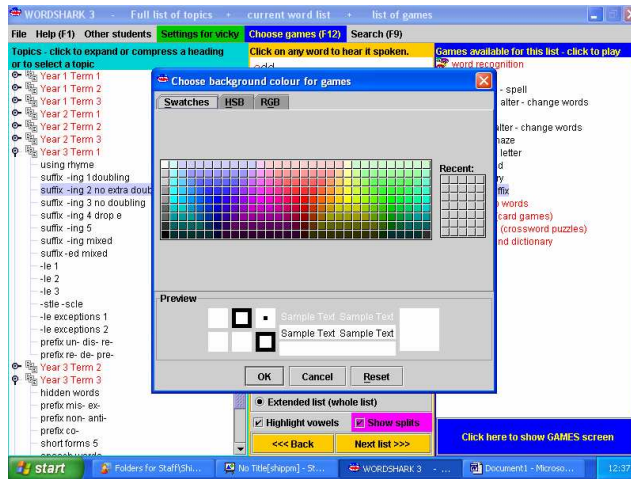 WORDSHARK 3 - Full list of topics + current word list + list of games
File Help (F1) Other students Settings for vicky Choose games (F12) Search (F9)
Topics - click to expand or compress a heading or to select a topic
Year 1 Term 1
Year 1 Term 2
Year 1 Term 3
Year 2 Term 1
Year 2 Term 2
Year 2 Term 3
Year 3 Term 1
using rhyme
suffix -ing 1doubling
suffix -ing 2 no extra doub
suffix -ing 3 no doubling
suffix -ing 4 drop e
suffix -ing 5
suffix -ing mixed
suffix-ed mixed
-le 1
-le 2
-le 3
-stle -scle
-le exceptions 1
-le exceptions 2
prefix un- dis- re-
prefix re- de- pre-
Year 3 Term 2
Year 3 Term 3
hidden words
prefix mis- ex-
prefix non- anti-
prefix co-
short forms 5
Click on any word to hear it spoken.
Choose background colour for games
Swatches HSB RGB
Recent:
Preview
Sample Text Sample Text
Sample Text Sample Text
OK Cancel Reset
Extended list (whole list)
Highlight vowels Show splits
<<< Back Next list >>>
Games available for this list - click to play
word recognition
- spell
alter - change words
alter - change words
naze
letter
d
ry
ffix
words
card games)
(crossword puzzles)
nd dictionary
Click here to show GAMES screen
start Folders for Staff\Shi... No Title[shippm] - St... WORDSHARK 3 - ... Document1 - Microso... 12:37